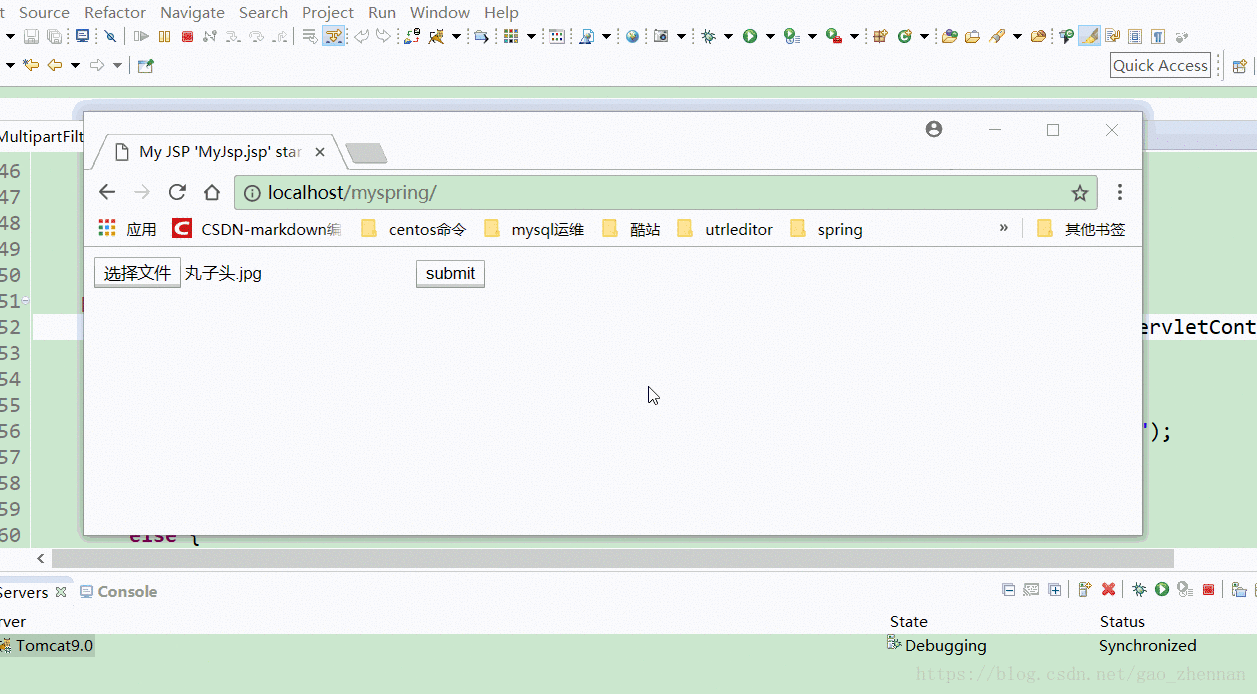 t Source Refactor Navigate Search Project Run Window Help
Quick Access
MultipartFilt
My JSP 'MyJsp.jsp' star
localhost/myspring/
应用 CSDN-markdown编 centos命令 mysql运维 酷站 utrleditor spring » 其他书签
选择文件 丸子头.jpg submit
46
47
48
49
50
51
52 ervletCont
53
54
55
56 ");
57
58
59
60 else {
Servers Console
rver State Status
Tomcat9.0 Debugging Synchronized
https://blog.csdn.net/gao_zhennan